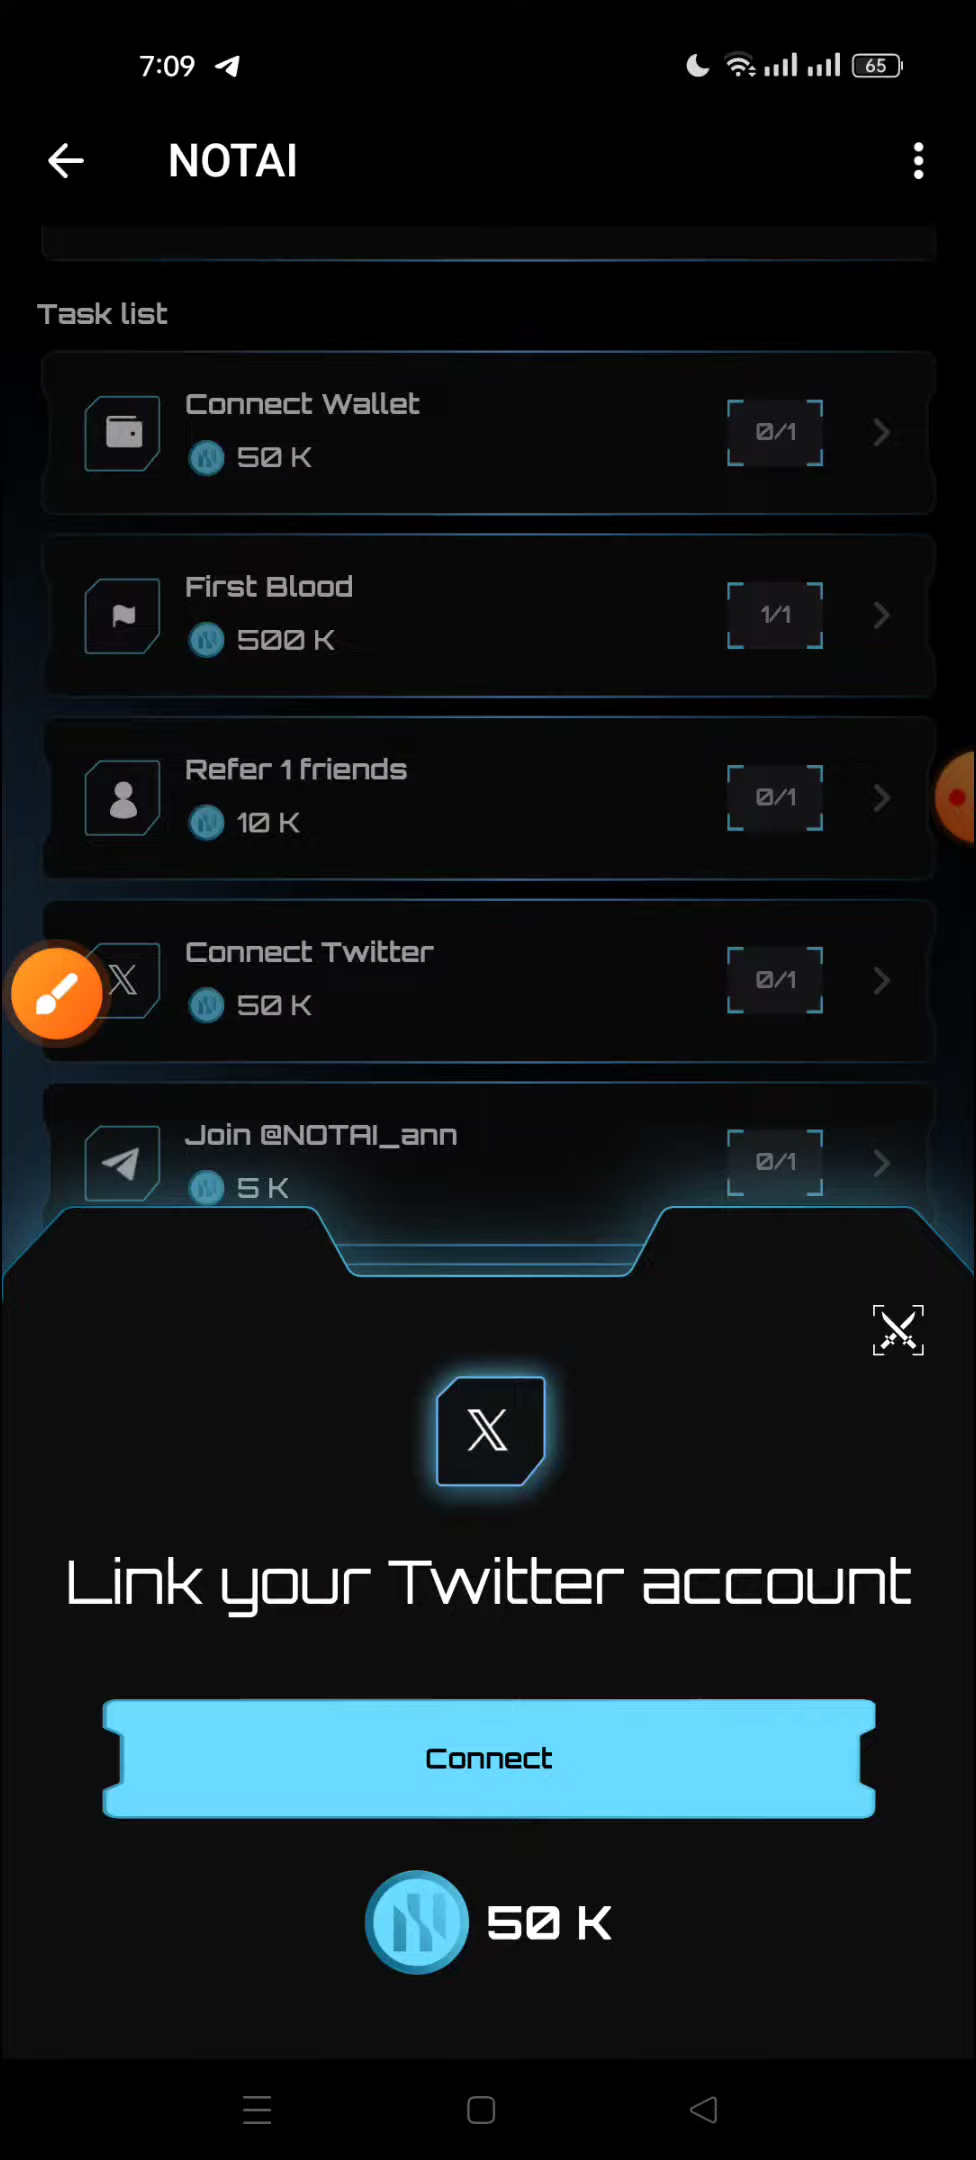 7:09
65
NOTAI
Task list
Connect Wallet
50 K
0/1
First Blood
500 K
1/1
Refer 1 friends
10 K
0/1
Connect Twitter
50 K
0/1
Join @NOTAI_ann
5 K
0/1
Link your Twitter account
Connect
50 K